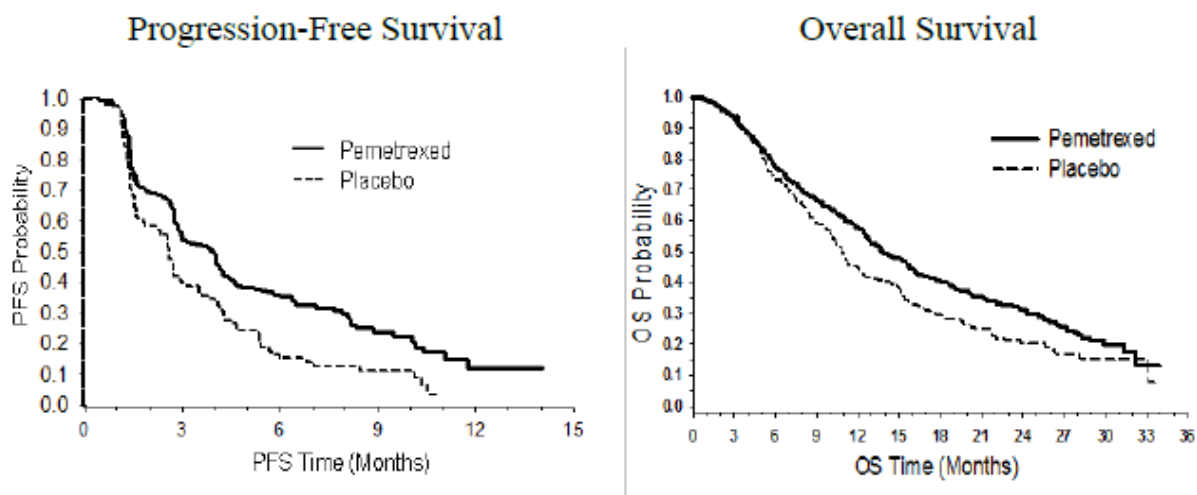 Progression-Free Survival
PFS Probability
1.0
0.9
0.8
0.7
0.6
0.5
0.4
0.3
0.2
0.1
0.0
Pemetrexed
Placebo
0 3 6 9 12 15
PFS Time (Months)
Overall Survival
OS Probability
1.0
0.9
0.8
0.7
0.6
0.5
0.4
0.3
0.2
0.1
0.0
Pemetrexed
Placebo
0 3 6 9 12 15 18 21 24 27 30 33 36
OS Time (Months)